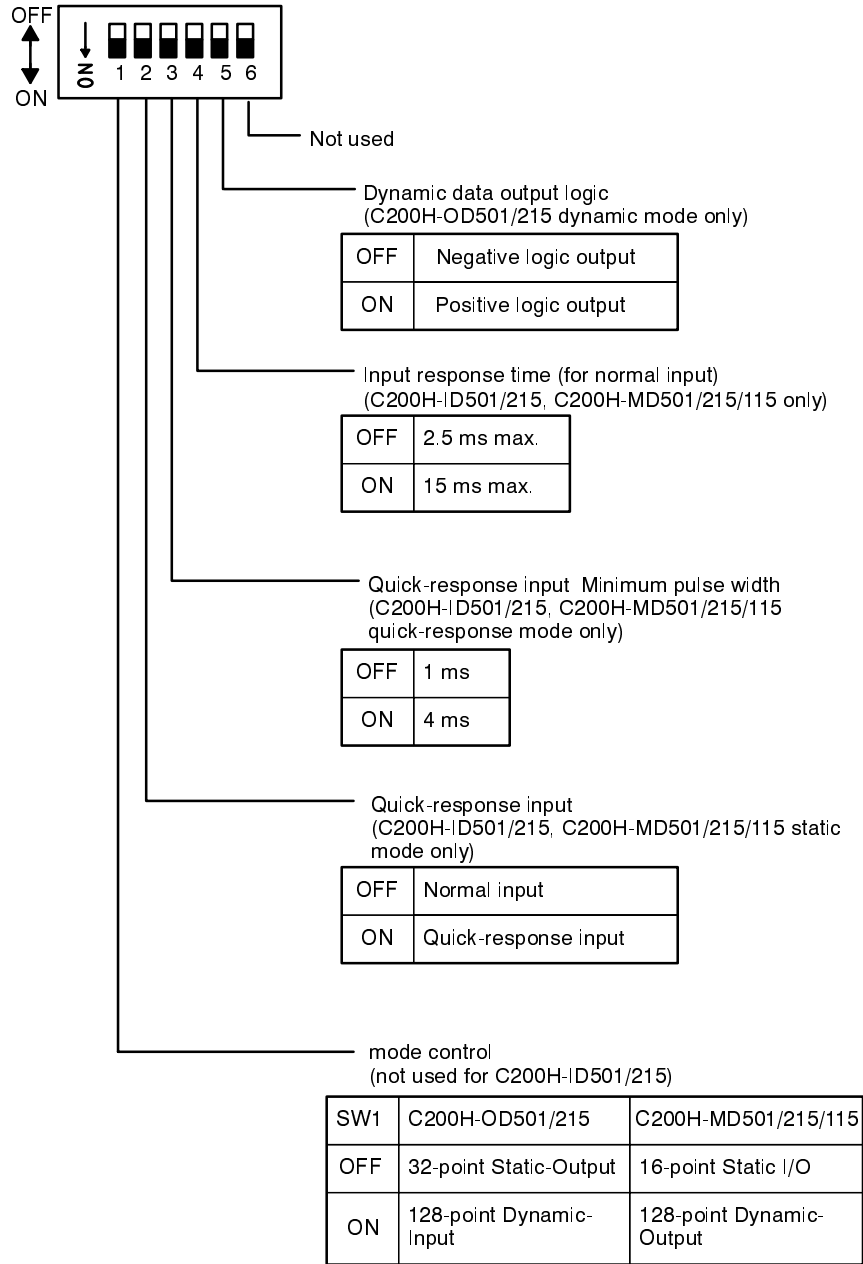 OFF
ON
ON
1 2 3 4 5 6
Not used
Dynamic data output logic
(C200H-OD501/215 dynamic mode only)
OFF Negative logic output
ON Positive logic output
Input response time (for normal input)
(C200H-ID501/215, C200H-MD501/215/115 only)
OFF 2.5 ms max.
ON 15 ms max.
Quick-response input Minimum pulse width
(C200H-ID501/215, C200H-MD501/215/115
quick-response mode only)
OFF 1 ms
ON 4 ms
Quick-response input
(C200H-ID501/215, C200H-MD501/215/115 static
mode only)
OFF Normal input
ON Quick-response input
mode control
(not used for C200H-ID501/215)
SW1 C200H-OD501/215 C200H-MD501/215/115
OFF 32-point Static-Output 16-point Static I/O
ON 128-point Dynamic-
Input 128-point Dynamic-
Output